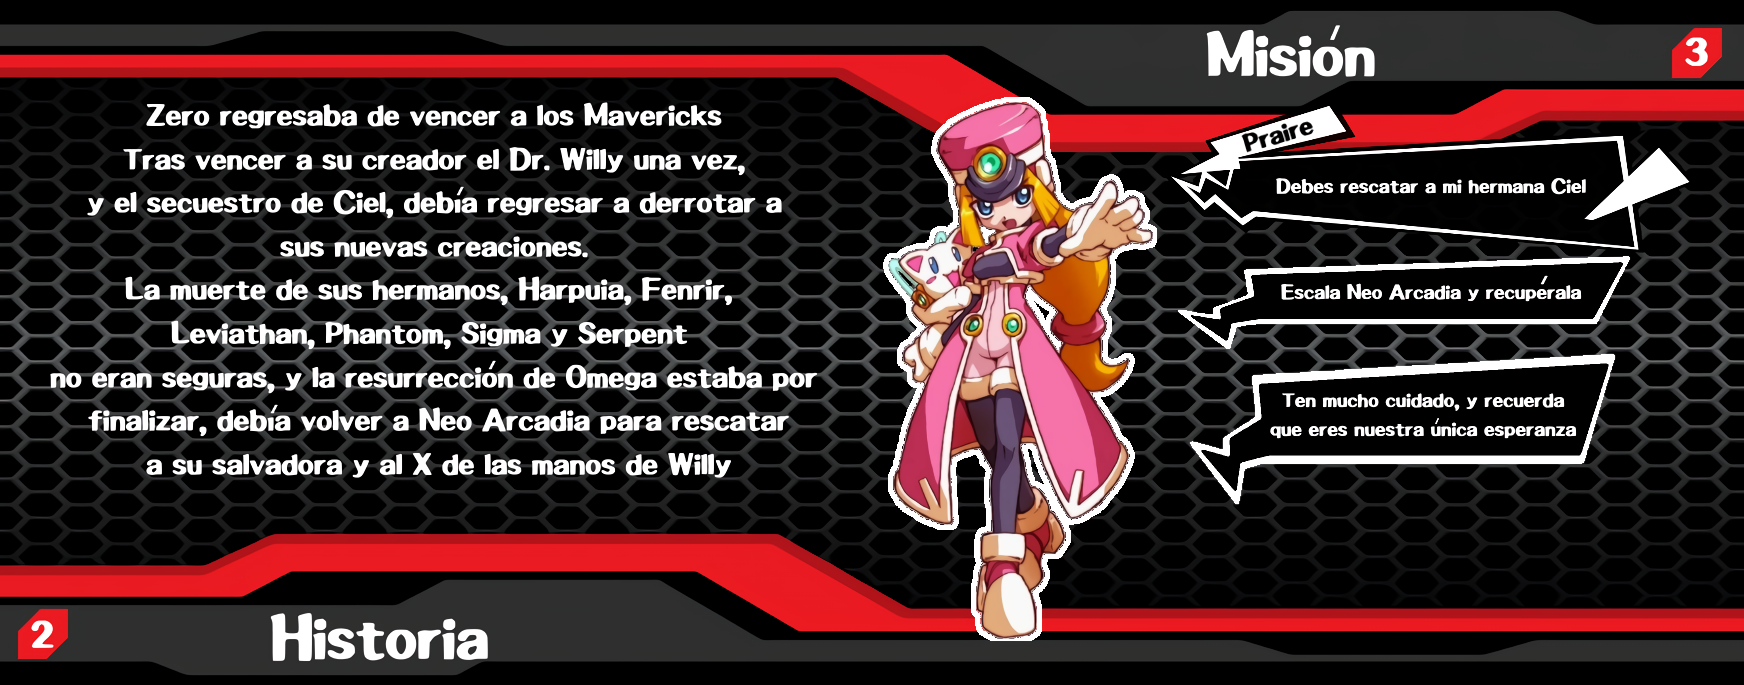 Zero regresaba de vencer a los Mavericks
Tras vencer a su creador el Dr. Willy una vez,
y el secuestro de Ciel, debía regresar a derrotar a
sus nuevas creaciones.
La muerte de sus hermanos, Harpuia, Fenrir,
Leviathan, Phantom, Sigma y Serpent
no eran seguras, y la resurrección de Omega estaba por
finalizar, debía volver a Neo Arcadia para rescatar
a su salvadora y al X de las manos de Willy
2
Historia
Misión
3
Praire
Debes rescatar a mi hermana Ciel
Escala Neo Arcadia y recupérala
Ten mucho cuidado, y recuerda
que eres nuestra única esperanza